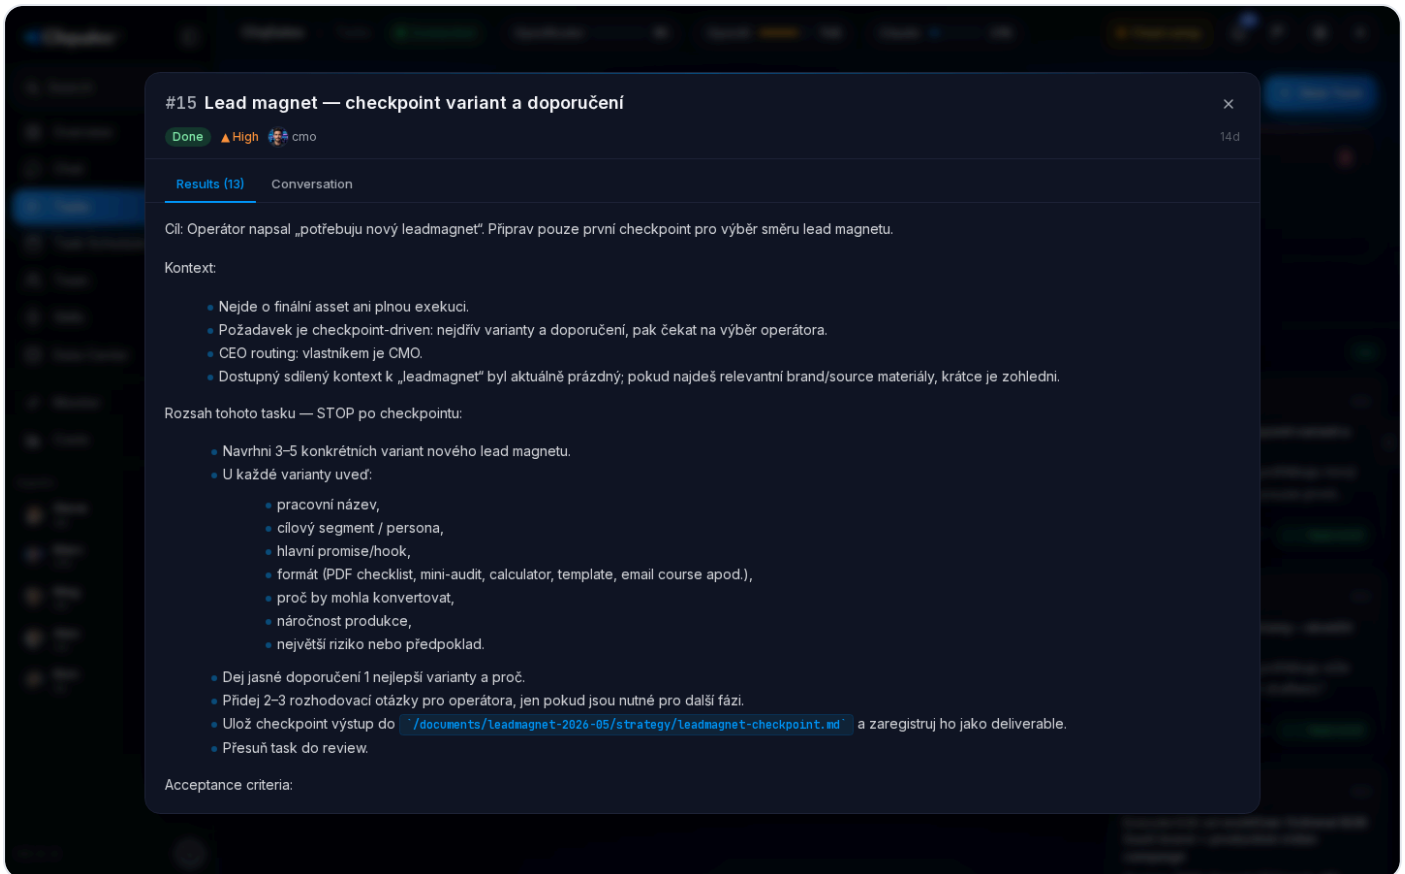 #15 Lead magnet — checkpoint variant a doporučení
Done High cmo 14d
Results (13) Conversation
Cíl: Operátor napsal „potřebuju nový leadmagnet“. Připrav pouze první checkpoint pro výběr směru lead magnetu.
Kontext:
Nejde o finální asset ani plnou exekuci.
Požadavek je checkpoint-driven: nejdřív varianty a doporučení, pak čekat na výběr operátora.
CEO routing: vlastníkem je CMO.
Dostupný sdílený kontext k „leadmagnet“ byl aktuálně prázdný; pokud najdeš relevantní brand/source materiály, krátce je zohledni.
Rozsah tohoto tasku — STOP po checkpointu:
Navrhni 3–5 konkrétních variant nového lead magnetu.
U každé varianty uveď:
pracovní název,
cílový segment / persona,
hlavní promise/hook,
formát (PDF checklist, mini-audit, calculator, template, email course apod.),
proč by mohla konvertovat,
náročnost produkce,
největší riziko nebo předpoklad.
Dej jasné doporučení 1 nejlepší varianty a proč.
Přidej 2–3 rozhodovací otázky pro operátora, jen pokud jsou nutné pro další fázi.
Ulož checkpoint výstup do `/documents/leadmagnet-2026-05/strategy/leadmagnet-checkpoint.md` a zaregistruj ho jako deliverable.
Přesuň task do review.
Acceptance criteria: